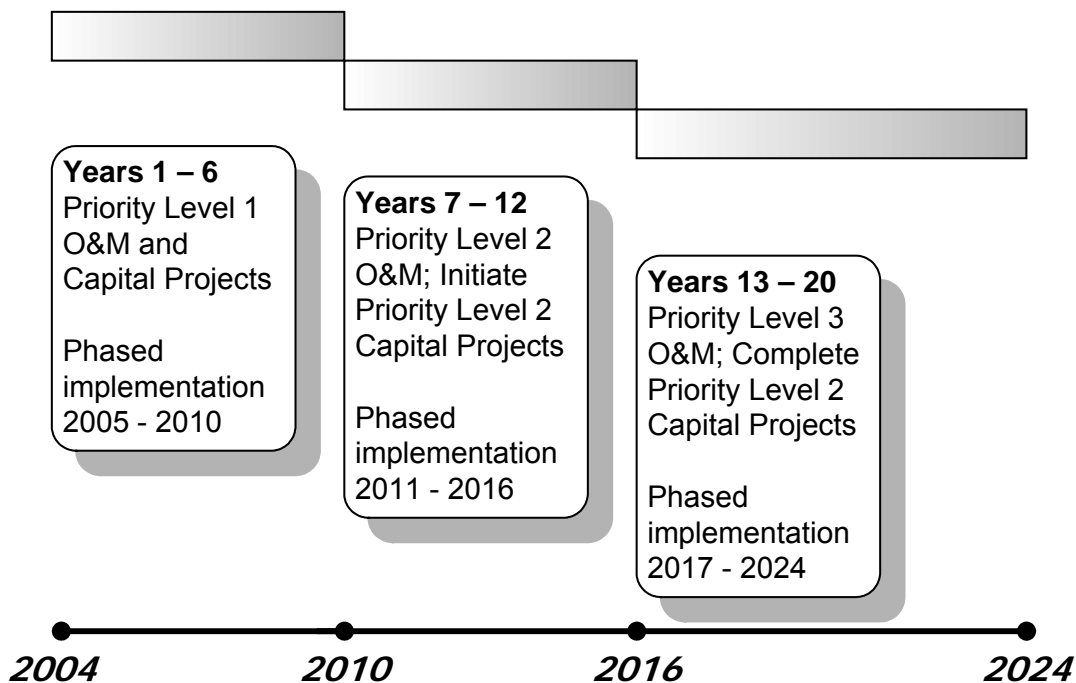 Years 1 – 6
Priority Level 1
O&M and
Capital Projects
Phased
implementation
2005 - 2010
Years 7 – 12
Priority Level 2
O&M; Initiate
Priority Level 2
Capital Projects
Phased
implementation
2011 - 2016
Years 13 – 20
Priority Level 3
O&M; Complete
Priority Level 2
Capital Projects
Phased
implementation
2017 - 2024
2004
2010
2016
2024